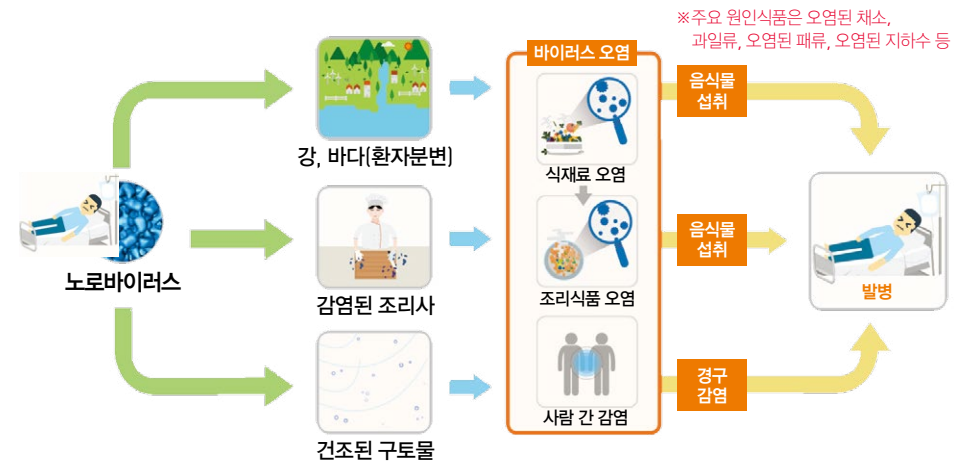 ※주요 원인식품은 오염된 채소,
과일류, 오염된 패류, 오염된 지하수 등
노로바이러스
강, 바다(환자분변)
감염된 조리사
건조된 구토물
바이러스 오염
식재료 오염
조리식품 오염
사람 간 감염
음식물
섭취
음식물
섭취
경구
감염
발병